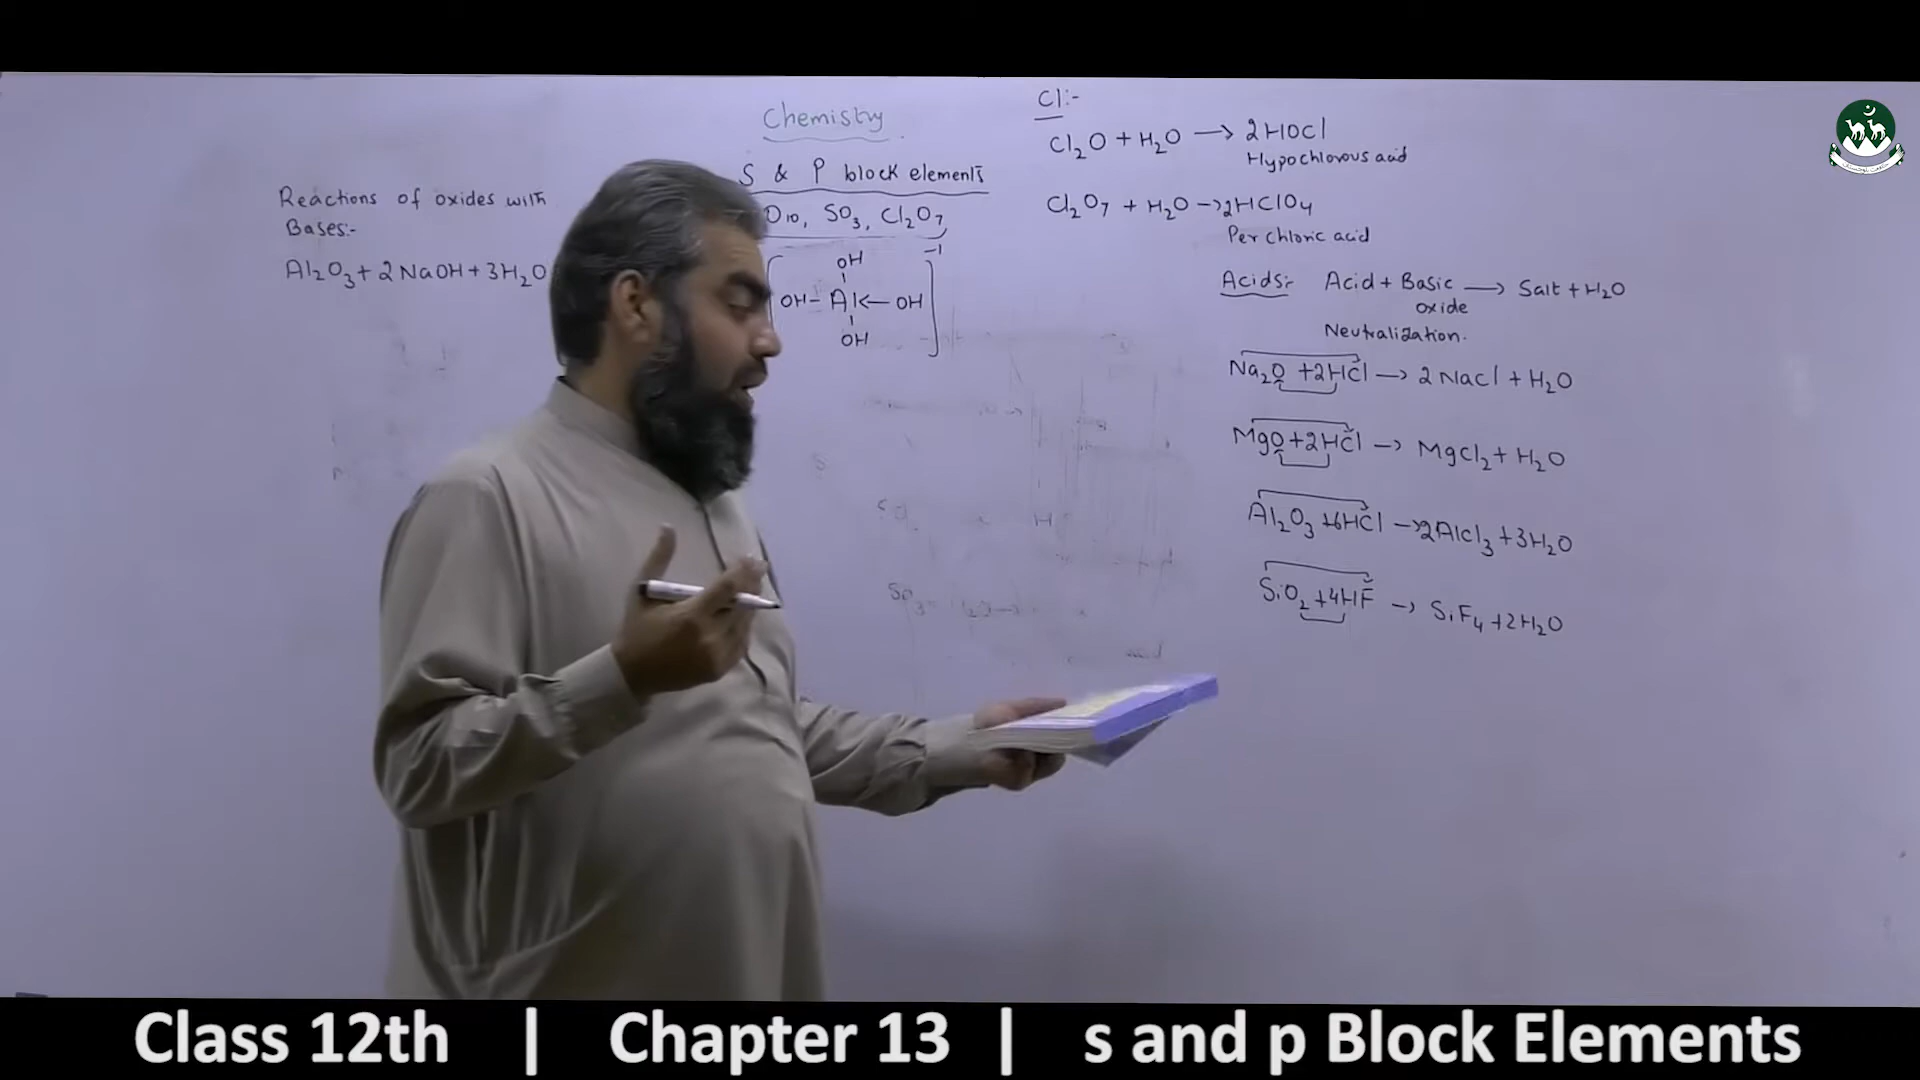 Chemistry
S & P block elements
O10, SO3, Cl2O7
[OH-Al<-OH]-1
OH
OH
Reactions of oxides with
Bases:-
Al2O3 + 2NaOH + 3H2O
Cl:-
Cl2O + H2O → 2HOCl
Hypochlorous acid
Cl2O7 + H2O → 2HClO4
Per chloric acid
Acids:- Acid + Basic → Salt + H2O
oxide
Neutralization.
Na2O + 2HCl → 2NaCl + H2O
MgO + 2HCl → MgCl2 + H2O
Al2O3 + 6HCl → 2AlCl3 + 3H2O
SiO2 + 4HF → SiF4 + 2H2O
Class 12th | Chapter 13 | s and p Block Elements